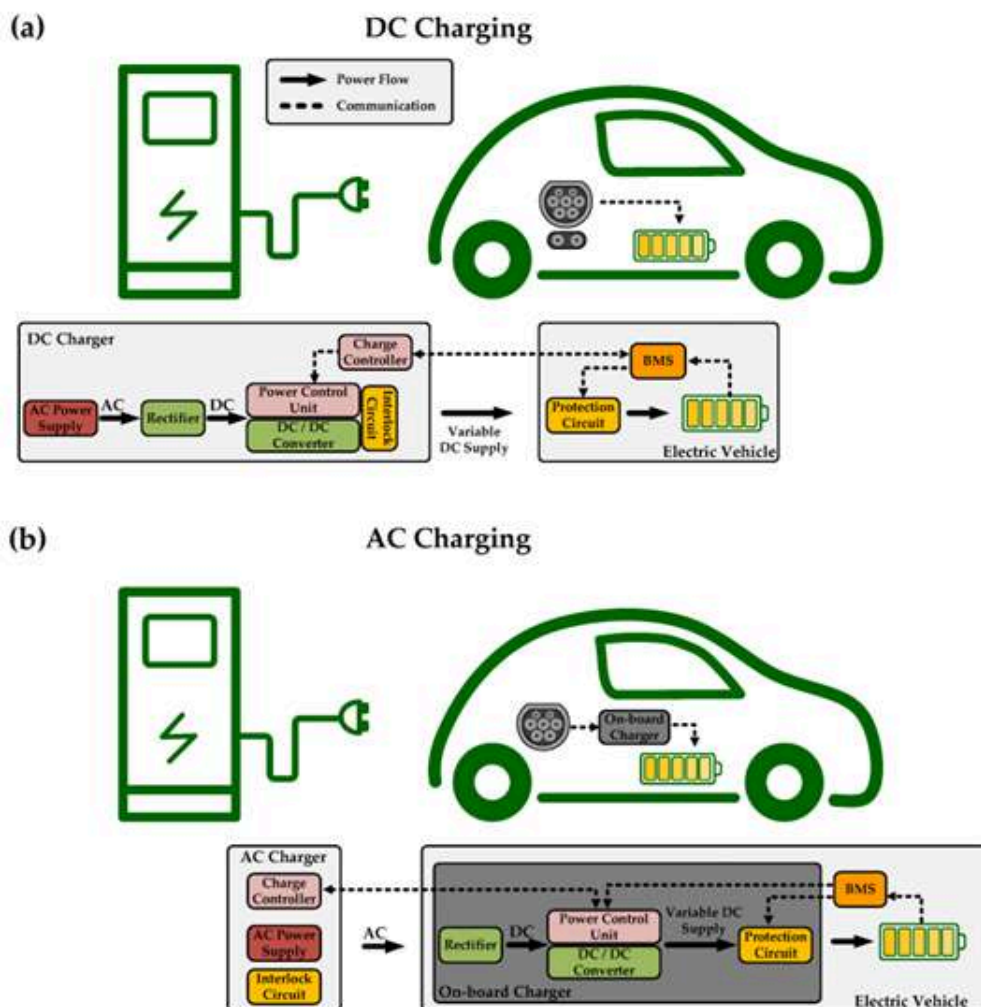 (a)
DC Charging
Power Flow
Communication
DC Charger
Charge
Controller
BMS
AC Power
Supply
AC
Rectifier
DC
Power Control
Unit
DC / DC
Converter
Interlock
Circuit
Variable
DC Supply
Protection
Circuit
Electric Vehicle
(b)
AC Charging
On-board
Charger
AC Charger
Charge
Controller
AC Power
Supply
Interlock
Circuit
AC
Rectifier
DC
Power Control
Unit
DC / DC
Converter
Variable DC
Supply
Protection
Circuit
BMS
On-board Charger
Electric Vehicle